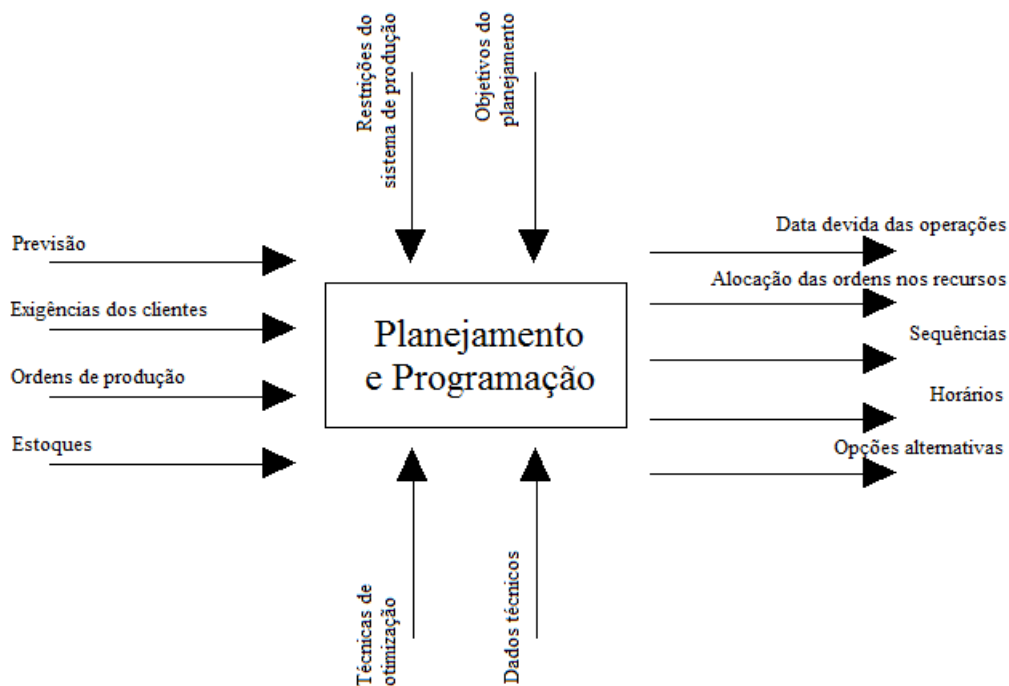 Restrições do
sistema de produção
Objetivos do
planejamento
Previsão
Exigências dos clientes
Ordens de produção
Estoques
Planejamento
e Programação
Data devida das operações
Alocação das ordens nos recursos
Sequências
Horários
Opções alternativas
Técnicas de
otimização
Dados técnicos